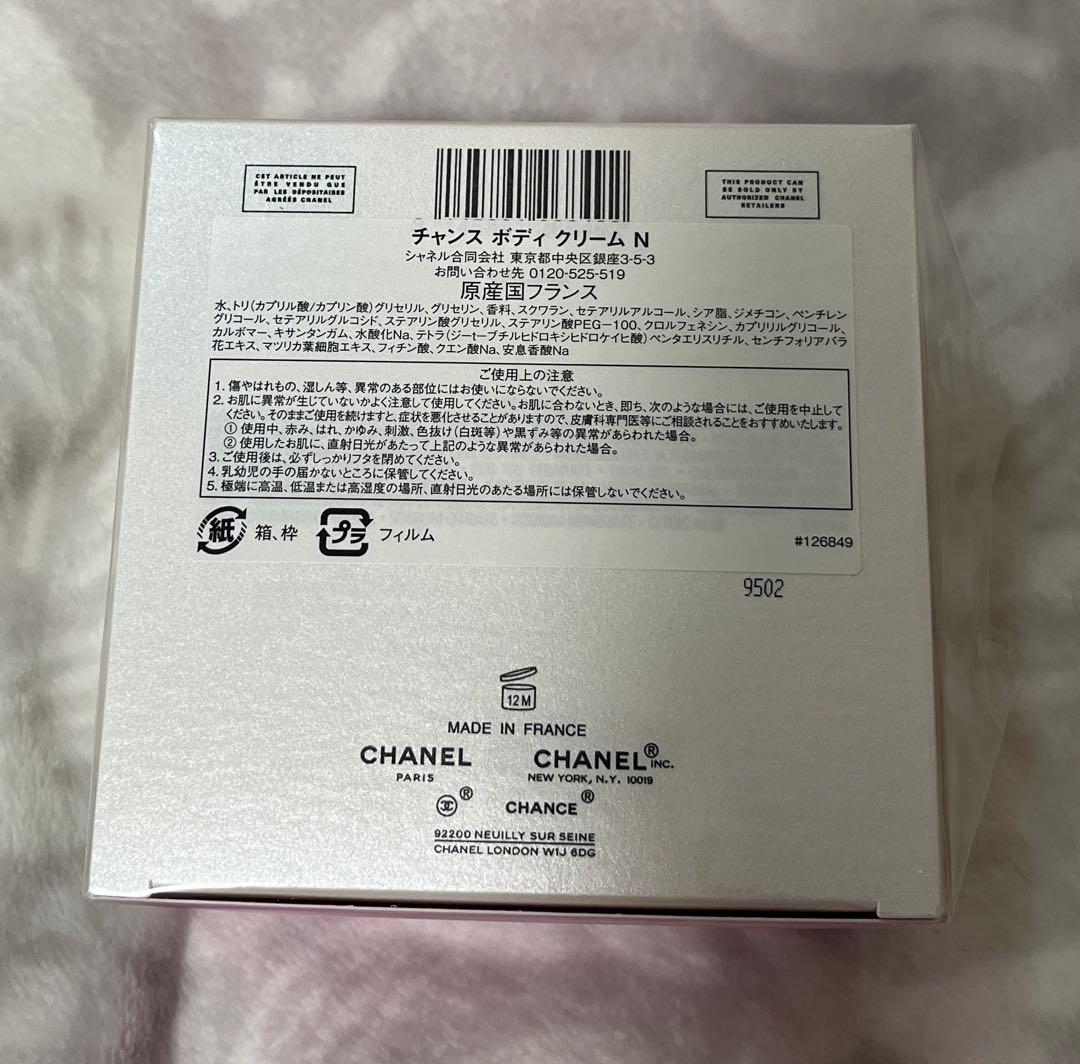 CET ARTICLE NE PEUT
ÊTRE VENDU QUE
PAR LES DÉPOSITAIRES
AGRÉÉS CHANEL
THIS PRODUCT CAN
BE SOLD ONLY BY
AUTHORIZED CHANEL
RETAILERS
チャンス ボディ クリーム N
シャネル合同会社 東京都中央区銀座3-5-3
お問い合わせ先 0120-525-519
原産国フランス
水、トリ(カプリル酸/カプリン酸)グリセリル、グリセリン、香料、スクワラン、セテアリルアルコール、シア脂、ジメチコン、ペンチレン
グリコール、セテアリルグルコシド、ステアリン酸グリセリル、ステアリン酸PEG-100、クロルフェネシン、カプリリルグリコール、
カルボマー、キサンタンガム、水酸化Na、テトラ(ジーtーブチルヒドロキシヒドロケイヒ酸)ペンタエリスリチル、センチフォリアバラ
花エキス、マツリカ葉細胞エキス、フィチン酸、クエン酸Na、安息香酸Na
ご使用上の注意
1. 傷やはれもの、湿しん等、異常のある部位にはお使いにならないでください。
2. お肌に異常が生じていないかよく注意して使用してください。お肌に合わないとき、即ち、次のような場合には、ご使用を中止して
ください。そのままご使用を続けますと、症状を悪化させることがありますので、皮膚科専門医等にご相談されることをおすすめいたします。
① 使用中、赤み、はれ、かゆみ、刺激、色抜け(白斑等)や黒ずみ等の異常があらわれた場合。
② 使用したお肌に、直射日光があたって上記のような異常があらわれた場合。
3. ご使用後は、必ずしっかりフタを閉めてください。
4. 乳幼児の手の届かないところに保管してください。
5. 極端に高温、低温または高湿度の場所、直射日光のあたる場所には保管しないでください。
紙 箱、枠 プラ フィルム
#126849
9502
12M
MADE IN FRANCE
CHANEL CHANEL® INC.
PARIS NEW YORK, N.Y. 10019
® CHANCE®
92200 NEUILLY SUR SEINE
CHANEL LONDON W1J 6DG